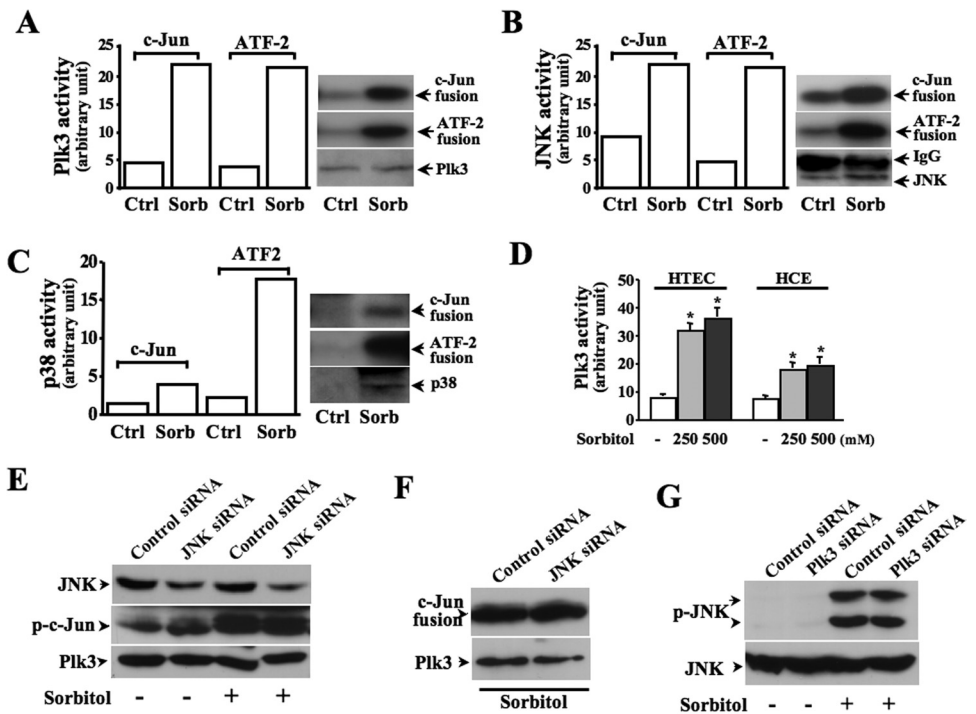 A
Plk3 activity
(arbitrary unit)
25
20
15
10
5
0
c-Jun
ATF-2
Ctrl Sorb Ctrl Sorb
c-Jun
fusion
ATF-2
fusion
Plk3
Ctrl Sorb
B
JNK activity
(arbitrary unit)
25
20
15
10
5
0
c-Jun
ATF-2
Ctrl Sorb Ctrl Sorb
c-Jun
fusion
ATF-2
fusion
IgG
JNK
Ctrl Sorb
C
p38 activity
(arbitrary unit)
20
15
10
5
0
c-Jun
ATF2
Ctrl Sorb Ctrl Sorb
c-Jun
fusion
ATF-2
fusion
p38
Ctrl Sorb
D
Plk3 activity
(arbitrary unit)
50
40
30
20
10
0
HTEC
HCE
* * * *
Sorbitol - 250 500 - 250 500 (mM)
E
Control siRNA
JNK siRNA
Control siRNA
JNK siRNA
JNK
p-c-Jun
Plk3
Sorbitol - - + +
F
Control siRNA
JNK siRNA
c-Jun
fusion
Plk3
Sorbitol
G
Control siRNA
Plk3 siRNA
Control siRNA
Plk3 siRNA
p-JNK
JNK
Sorbitol - - + +